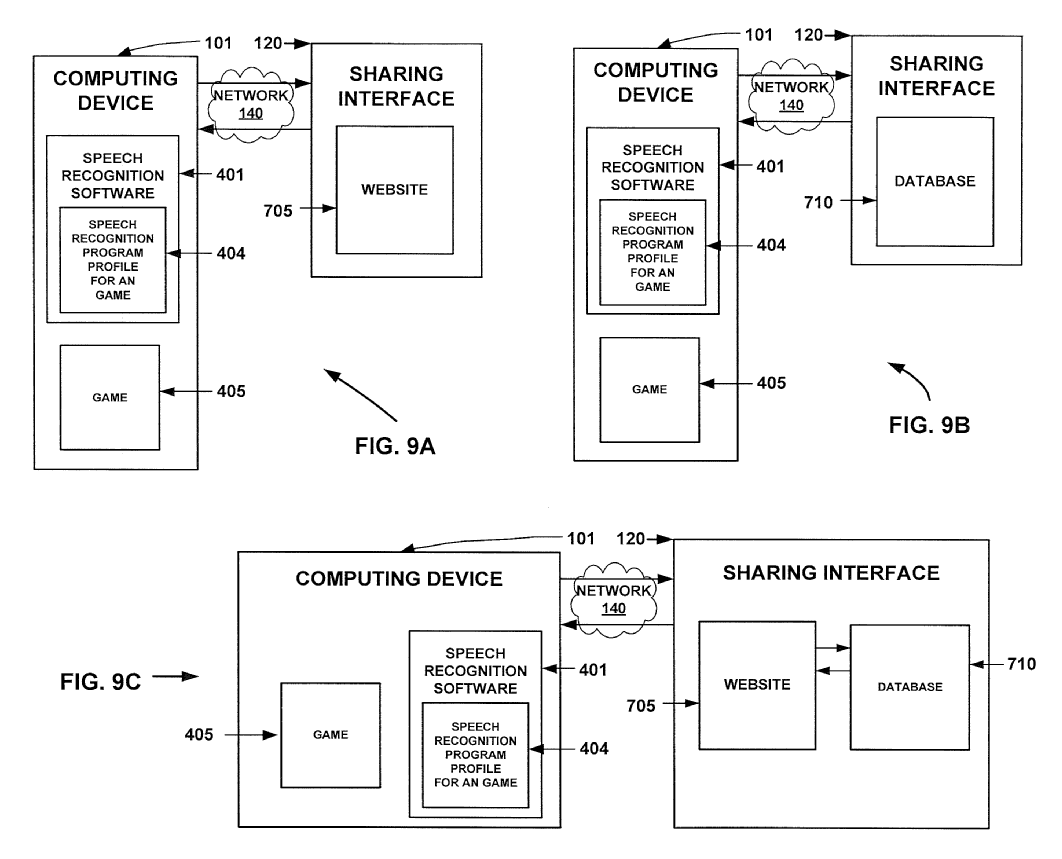 101 120
COMPUTING
DEVICE
SHARING
INTERFACE
NETWORK
140
SPEECH
RECOGNITION
SOFTWARE
401
WEBSITE
705
SPEECH
RECOGNITION
PROGRAM
PROFILE
FOR AN
GAME
404
GAME
405
FIG. 9A
101 120
COMPUTING
DEVICE
SHARING
INTERFACE
NETWORK
140
SPEECH
RECOGNITION
SOFTWARE
401
DATABASE
710
SPEECH
RECOGNITION
PROGRAM
PROFILE
FOR AN
GAME
404
GAME
405
FIG. 9B
101 120
COMPUTING DEVICE
SHARING INTERFACE
NETWORK
140
SPEECH
RECOGNITION
SOFTWARE
401
WEBSITE
705
DATABASE
710
FIG. 9C
405
GAME
SPEECH
RECOGNITION
PROGRAM
PROFILE
FOR AN GAME
404